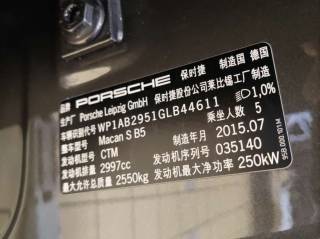 品牌 PORSCHE 保时捷 制造国 德国
生产厂 Porsche Leipzig GmbH 保时捷股份公司莱比锡工厂制造
车辆识别代号 WP1AB2951GLB44611 1,0%
整车型号 Macan S B5 乘坐人数 5
发动机型号 CTM 制造年月 2015.07
发动机排量 2997cc 发动机序列号 035140
最大允许总质量 2550kg 发动机最大净功率 250kW
95B 000 101 M